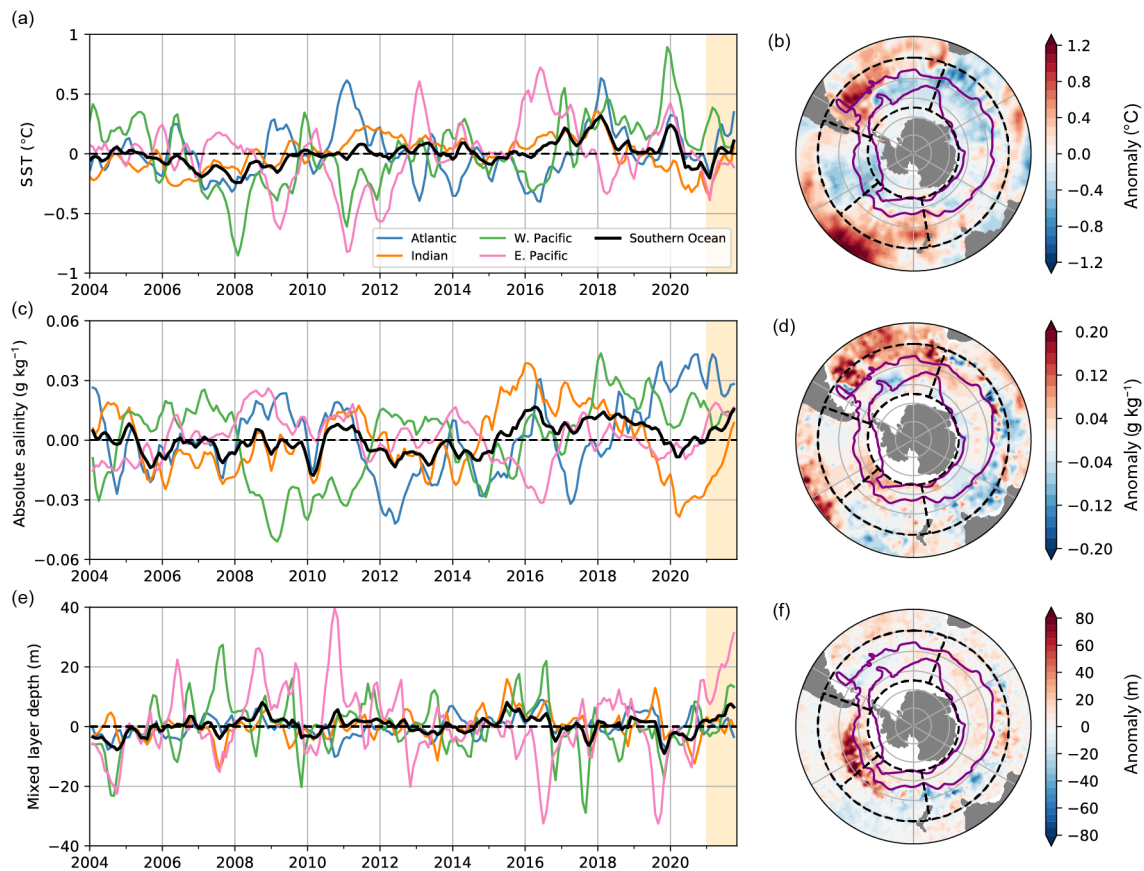 (a)
SST (°C)
1
0.5
0
−0.5
−1
Atlantic
Indian
W. Pacific
E. Pacific
Southern Ocean
2004 2006 2008 2010 2012 2014 2016 2018 2020
(b)
1.2
0.8
0.4
0.0
−0.4
−0.8
−1.2
Anomaly (°C)
(c)
Absolute salinity (g kg⁻¹)
0.06
0.03
0.00
−0.03
−0.06
2004 2006 2008 2010 2012 2014 2016 2018 2020
(d)
0.20
0.12
0.04
−0.04
−0.12
−0.20
Anomaly (g kg⁻¹)
(e)
Mixed layer depth (m)
40
20
0
−20
−40
2004 2006 2008 2010 2012 2014 2016 2018 2020
(f)
80
60
40
20
0
−20
−40
−60
−80
Anomaly (m)